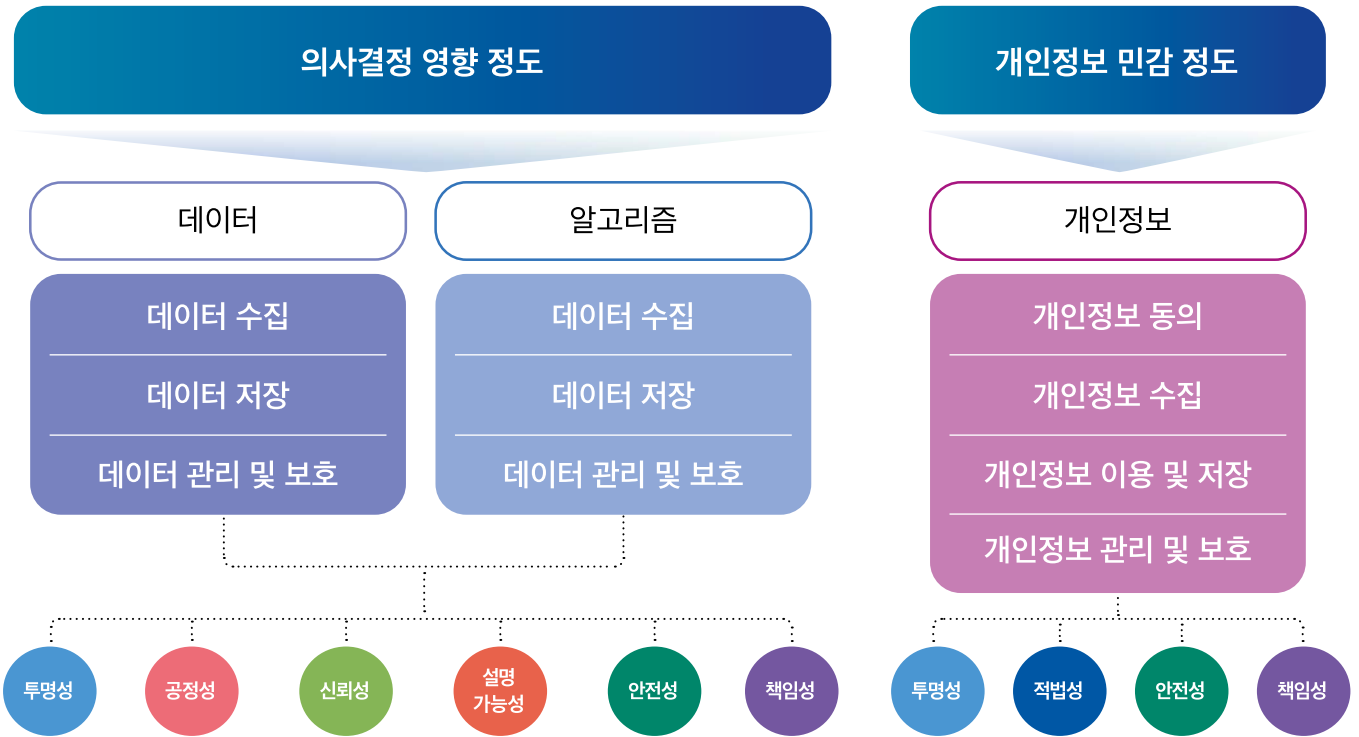 의사결정 영향 정도
개인정보 민감 정도
데이터
알고리즘
개인정보
데이터 수집
데이터 저장
데이터 관리 및 보호
데이터 수집
데이터 저장
데이터 관리 및 보호
개인정보 동의
개인정보 수집
개인정보 이용 및 저장
개인정보 관리 및 보호
투명성
공정성
신뢰성
설명
가능성
안전성
책임성
투명성
적법성
안전성
책임성